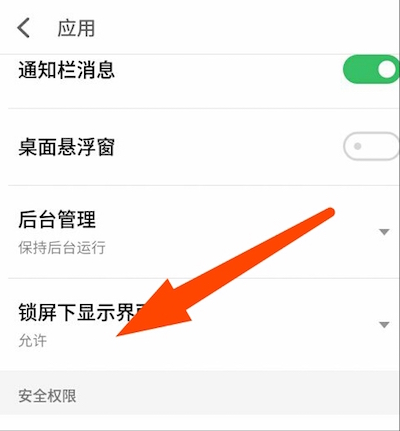 应用
通知栏消息
桌面悬浮窗
后台管理
保持后台运行
锁屏下显示界
允许
安全权限